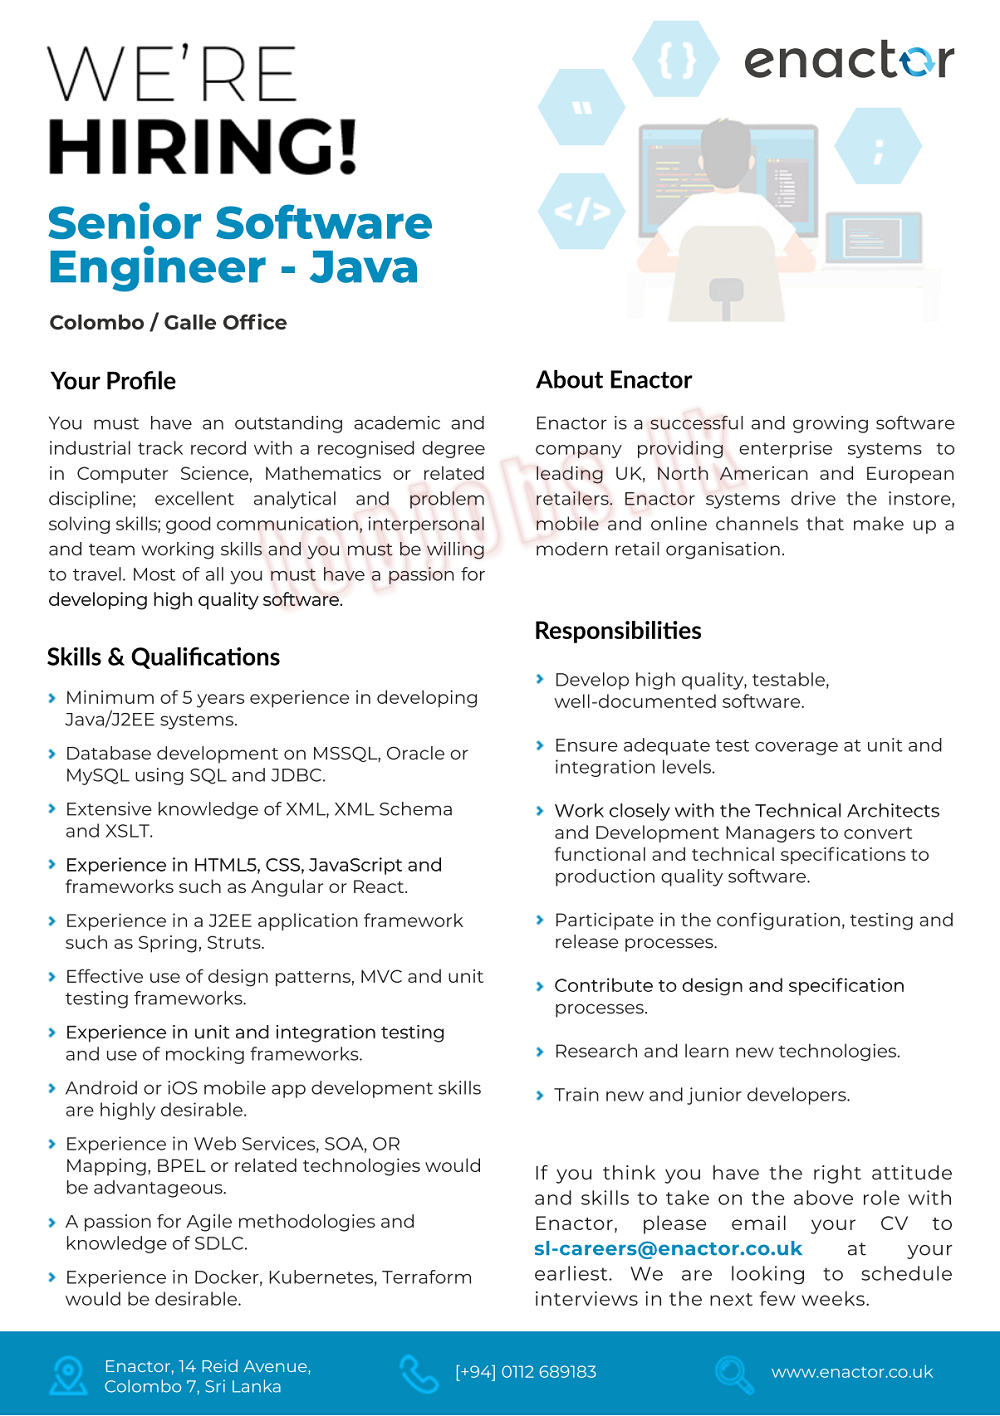 WE'RE
HIRING!
enactor
{ }
"
;
</>
Senior Software
Engineer - Java
Colombo / Galle Office
Your Profile
You must have an outstanding academic and
industrial track record with a recognised degree
in Computer Science, Mathematics or related
discipline; excellent analytical and problem
solving skills; good communication, interpersonal
and team working skills and you must be willing
to travel. Most of all you must have a passion for
developing high quality software.
Skills & Qualifications
Minimum of 5 years experience in developing
Java/J2EE systems.
Database development on MSSQL, Oracle or
MySQL using SQL and JDBC.
Extensive knowledge of XML, XML Schema
and XSLT.
Experience in HTML5, CSS, JavaScript and
frameworks such as Angular or React.
Experience in a J2EE application framework
such as Spring, Struts.
Effective use of design patterns, MVC and unit
testing frameworks.
Experience in unit and integration testing
and use of mocking frameworks.
Android or iOS mobile app development skills
are highly desirable.
Experience in Web Services, SOA, OR
Mapping, BPEL or related technologies would
be advantageous.
A passion for Agile methodologies and
knowledge of SDLC.
Experience in Docker, Kubernetes, Terraform
would be desirable.
About Enactor
Enactor is a successful and growing software
company providing enterprise systems to
leading UK, North American and European
retailers. Enactor systems drive the instore,
mobile and online channels that make up a
modern retail organisation.
Responsibilities
Develop high quality, testable,
well-documented software.
Ensure adequate test coverage at unit and
integration levels.
Work closely with the Technical Architects
and Development Managers to convert
functional and technical specifications to
production quality software.
Participate in the configuration, testing and
release processes.
Contribute to design and specification
processes.
Research and learn new technologies.
Train new and junior developers.
If you think you have the right attitude
and skills to take on the above role with
Enactor, please email your CV to
sl-careers@enactor.co.uk at your
earliest. We are looking to schedule
interviews in the next few weeks.
topjobs.lk
Enactor, 14 Reid Avenue,
Colombo 7, Sri Lanka
[+94] 0112 689183
www.enactor.co.uk